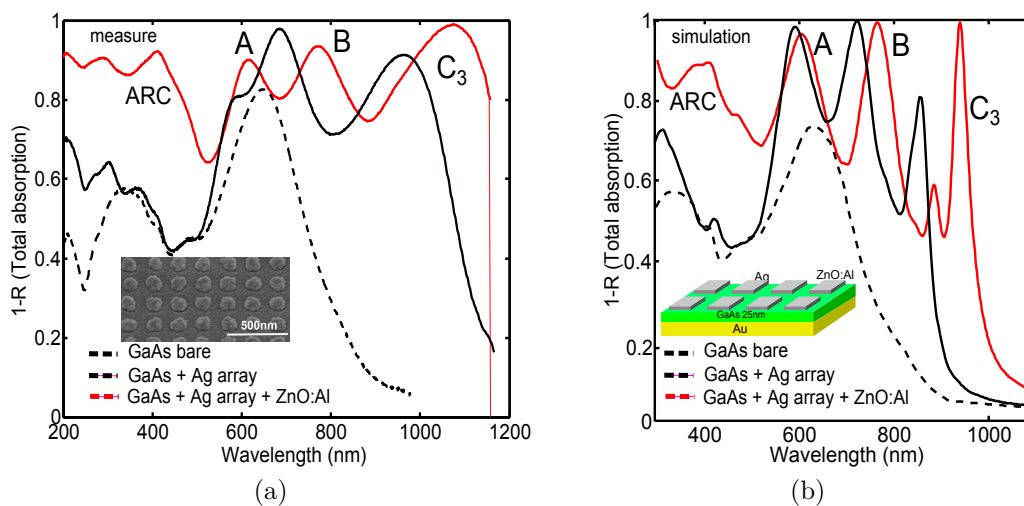 measure
A
B
C3
ARC
1-R (Total absorption)
1
0.8
0.6
0.4
0.2
0
500nm
GaAs bare
GaAs + Ag array
GaAs + Ag array + ZnO:Al
200 400 600 800 1000 1200
Wavelength (nm)
(a)
simulation
A
B
C3
ARC
1-R (Total absorption)
1
0.8
0.6
0.4
0.2
0
Ag
ZnO:Al
GaAs 25nm
Au
GaAs bare
GaAs + Ag array
GaAs + Ag array + ZnO:Al
400 600 800 1000
Wavelength (nm)
(b)